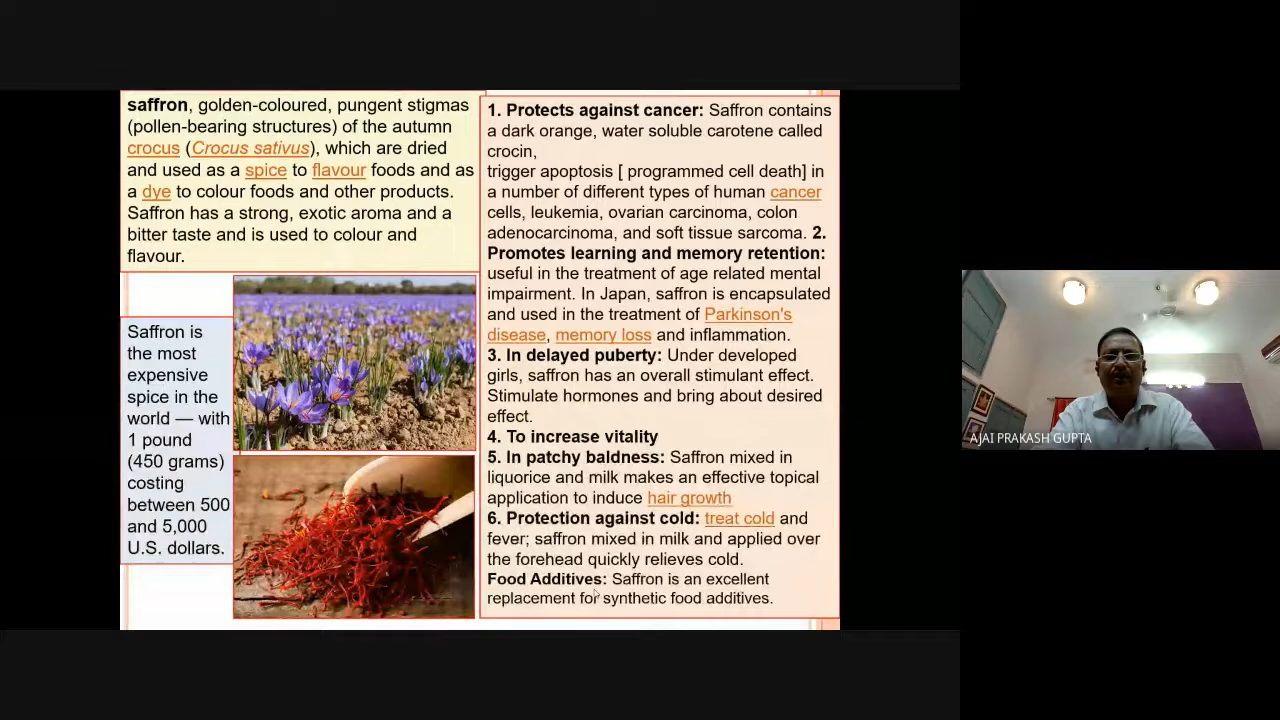 saffron, golden-coloured, pungent stigmas
(pollen-bearing structures) of the autumn
crocus (Crocus sativus), which are dried
and used as a spice to flavour foods and as
a dye to colour foods and other products.
Saffron has a strong, exotic aroma and a
bitter taste and is used to colour and
flavour.
Saffron is
the most
expensive
spice in the
world — with
1 pound
(450 grams)
costing
between 500
and 5,000
U.S. dollars.
1. Protects against cancer: Saffron contains
a dark orange, water soluble carotene called
crocin,
trigger apoptosis [ programmed cell death] in
a number of different types of human cancer
cells, leukemia, ovarian carcinoma, colon
adenocarcinoma, and soft tissue sarcoma. 2.
Promotes learning and memory retention:
useful in the treatment of age related mental
impairment. In Japan, saffron is encapsulated
and used in the treatment of Parkinson's
disease, memory loss and inflammation.
3. In delayed puberty: Under developed
girls, saffron has an overall stimulant effect.
Stimulate hormones and bring about desired
effect.
4. To increase vitality
5. In patchy baldness: Saffron mixed in
liquorice and milk makes an effective topical
application to induce hair growth
6. Protection against cold: treat cold and
fever; saffron mixed in milk and applied over
the forehead quickly relieves cold.
Food Additives: Saffron is an excellent
replacement for synthetic food additives.
AJAI PRAKASH GUPTA